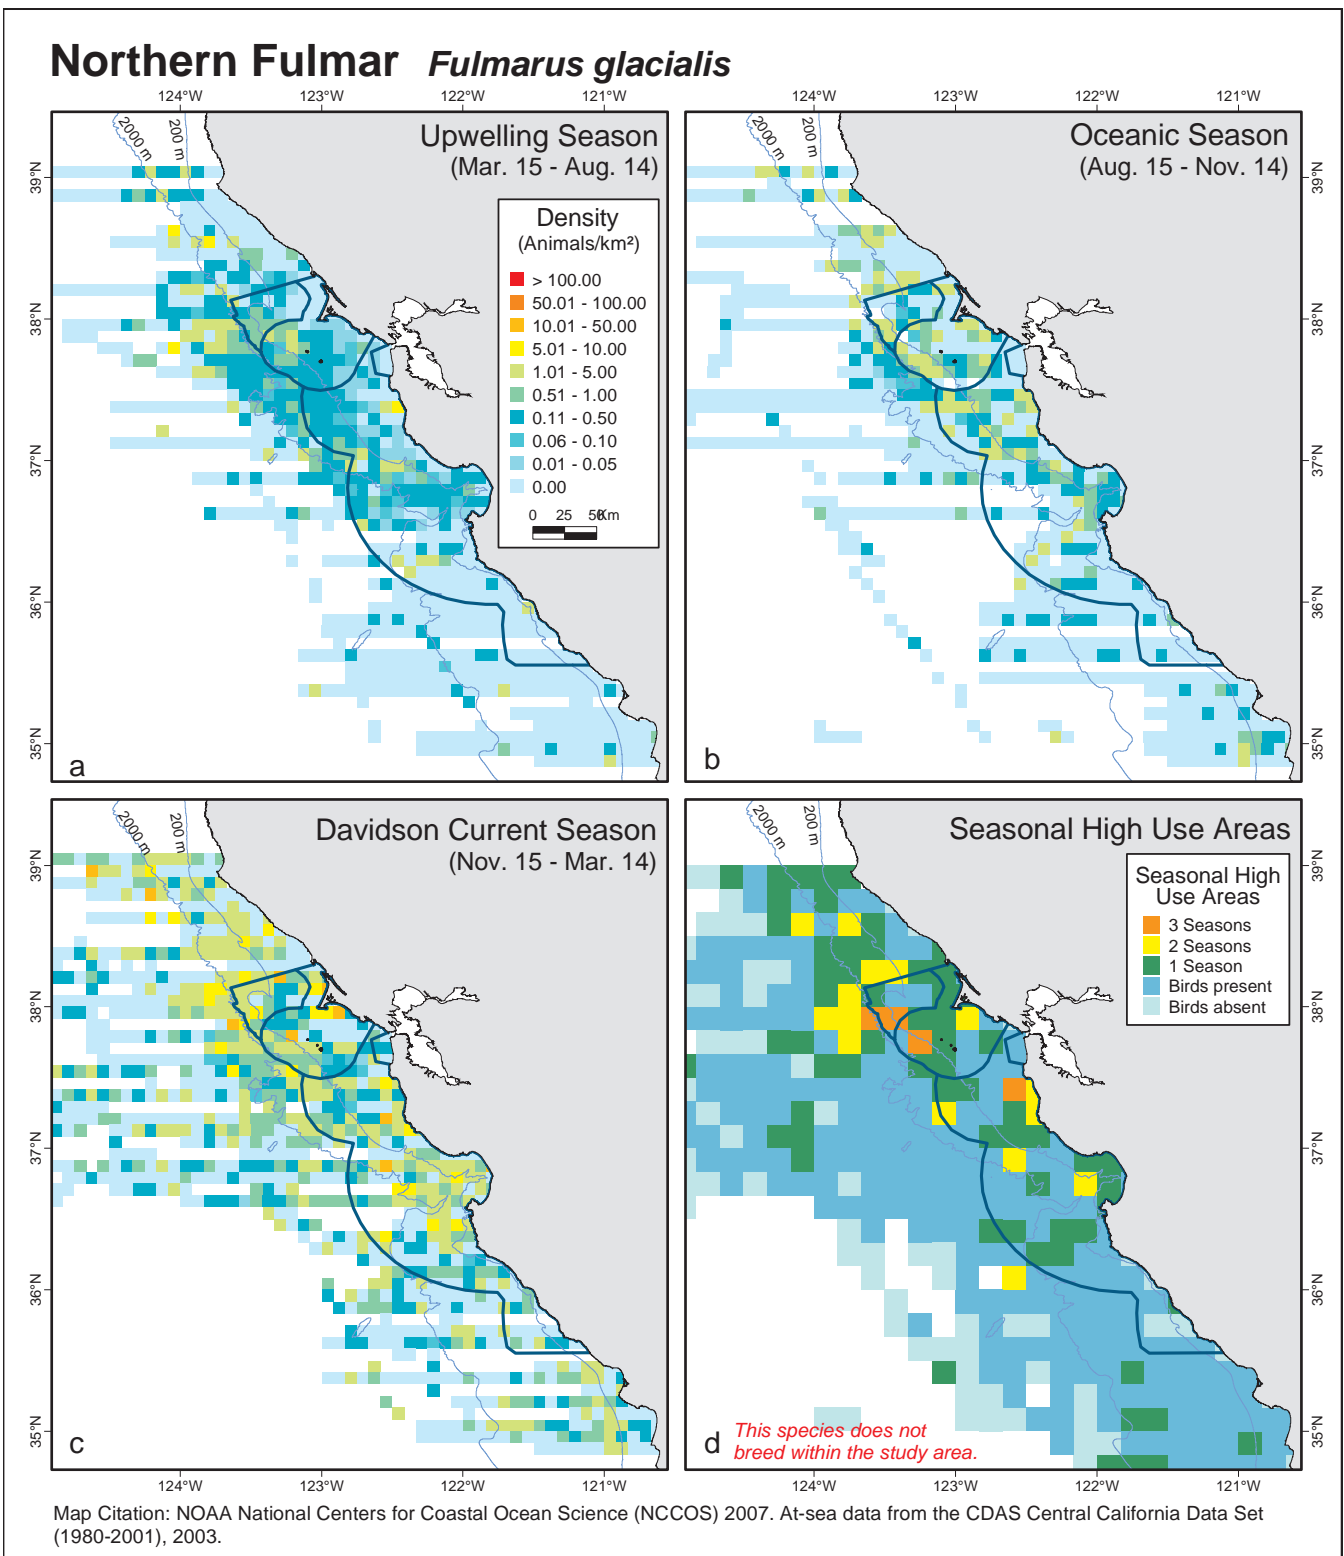 Northern Fulmar Fulmarus glacialis
124°W 123°W 122°W 121°W 124°W 123°W 122°W 121°W
2000 m 200 m
Upwelling Season
(Mar. 15 - Aug. 14)
39°N
38°N
37°N
36°N
35°N
Density
(Animals/km²)
> 100.00
50.01 - 100.00
10.01 - 50.00
5.01 - 10.00
1.01 - 5.00
0.51 - 1.00
0.11 - 0.50
0.06 - 0.10
0.01 - 0.05
0.00
0 25 50 Km
a
2000 m 200 m
Oceanic Season
(Aug. 15 - Nov. 14)
39°N
38°N
37°N
36°N
35°N
b
2000 m 200 m
Davidson Current Season
(Nov. 15 - Mar. 14)
39°N
38°N
37°N
36°N
35°N
c
2000 m 200 m
Seasonal High Use Areas
Seasonal High
Use Areas
3 Seasons
2 Seasons
1 Season
Birds present
Birds absent
39°N
38°N
37°N
36°N
35°N
d
This species does not
breed within the study area.
124°W 123°W 122°W 121°W 124°W 123°W 122°W 121°W
Map Citation: NOAA National Centers for Coastal Ocean Science (NCCOS) 2007. At-sea data from the CDAS Central California Data Set
(1980-2001), 2003.